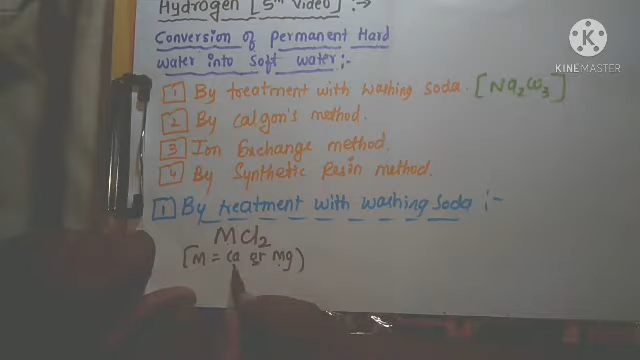 Hydrogen [5th Video] :→
Conversion of permanent Hard
water into soft water :-
1 By treatment with washing soda. [Na2CO3]
2 By Calgon's method.
3 Ion Exchange method.
4 By Synthetic Resin method.
1 By treatment with washing Soda :-
MCl2
[M = Ca or Mg)
KINEMASTER